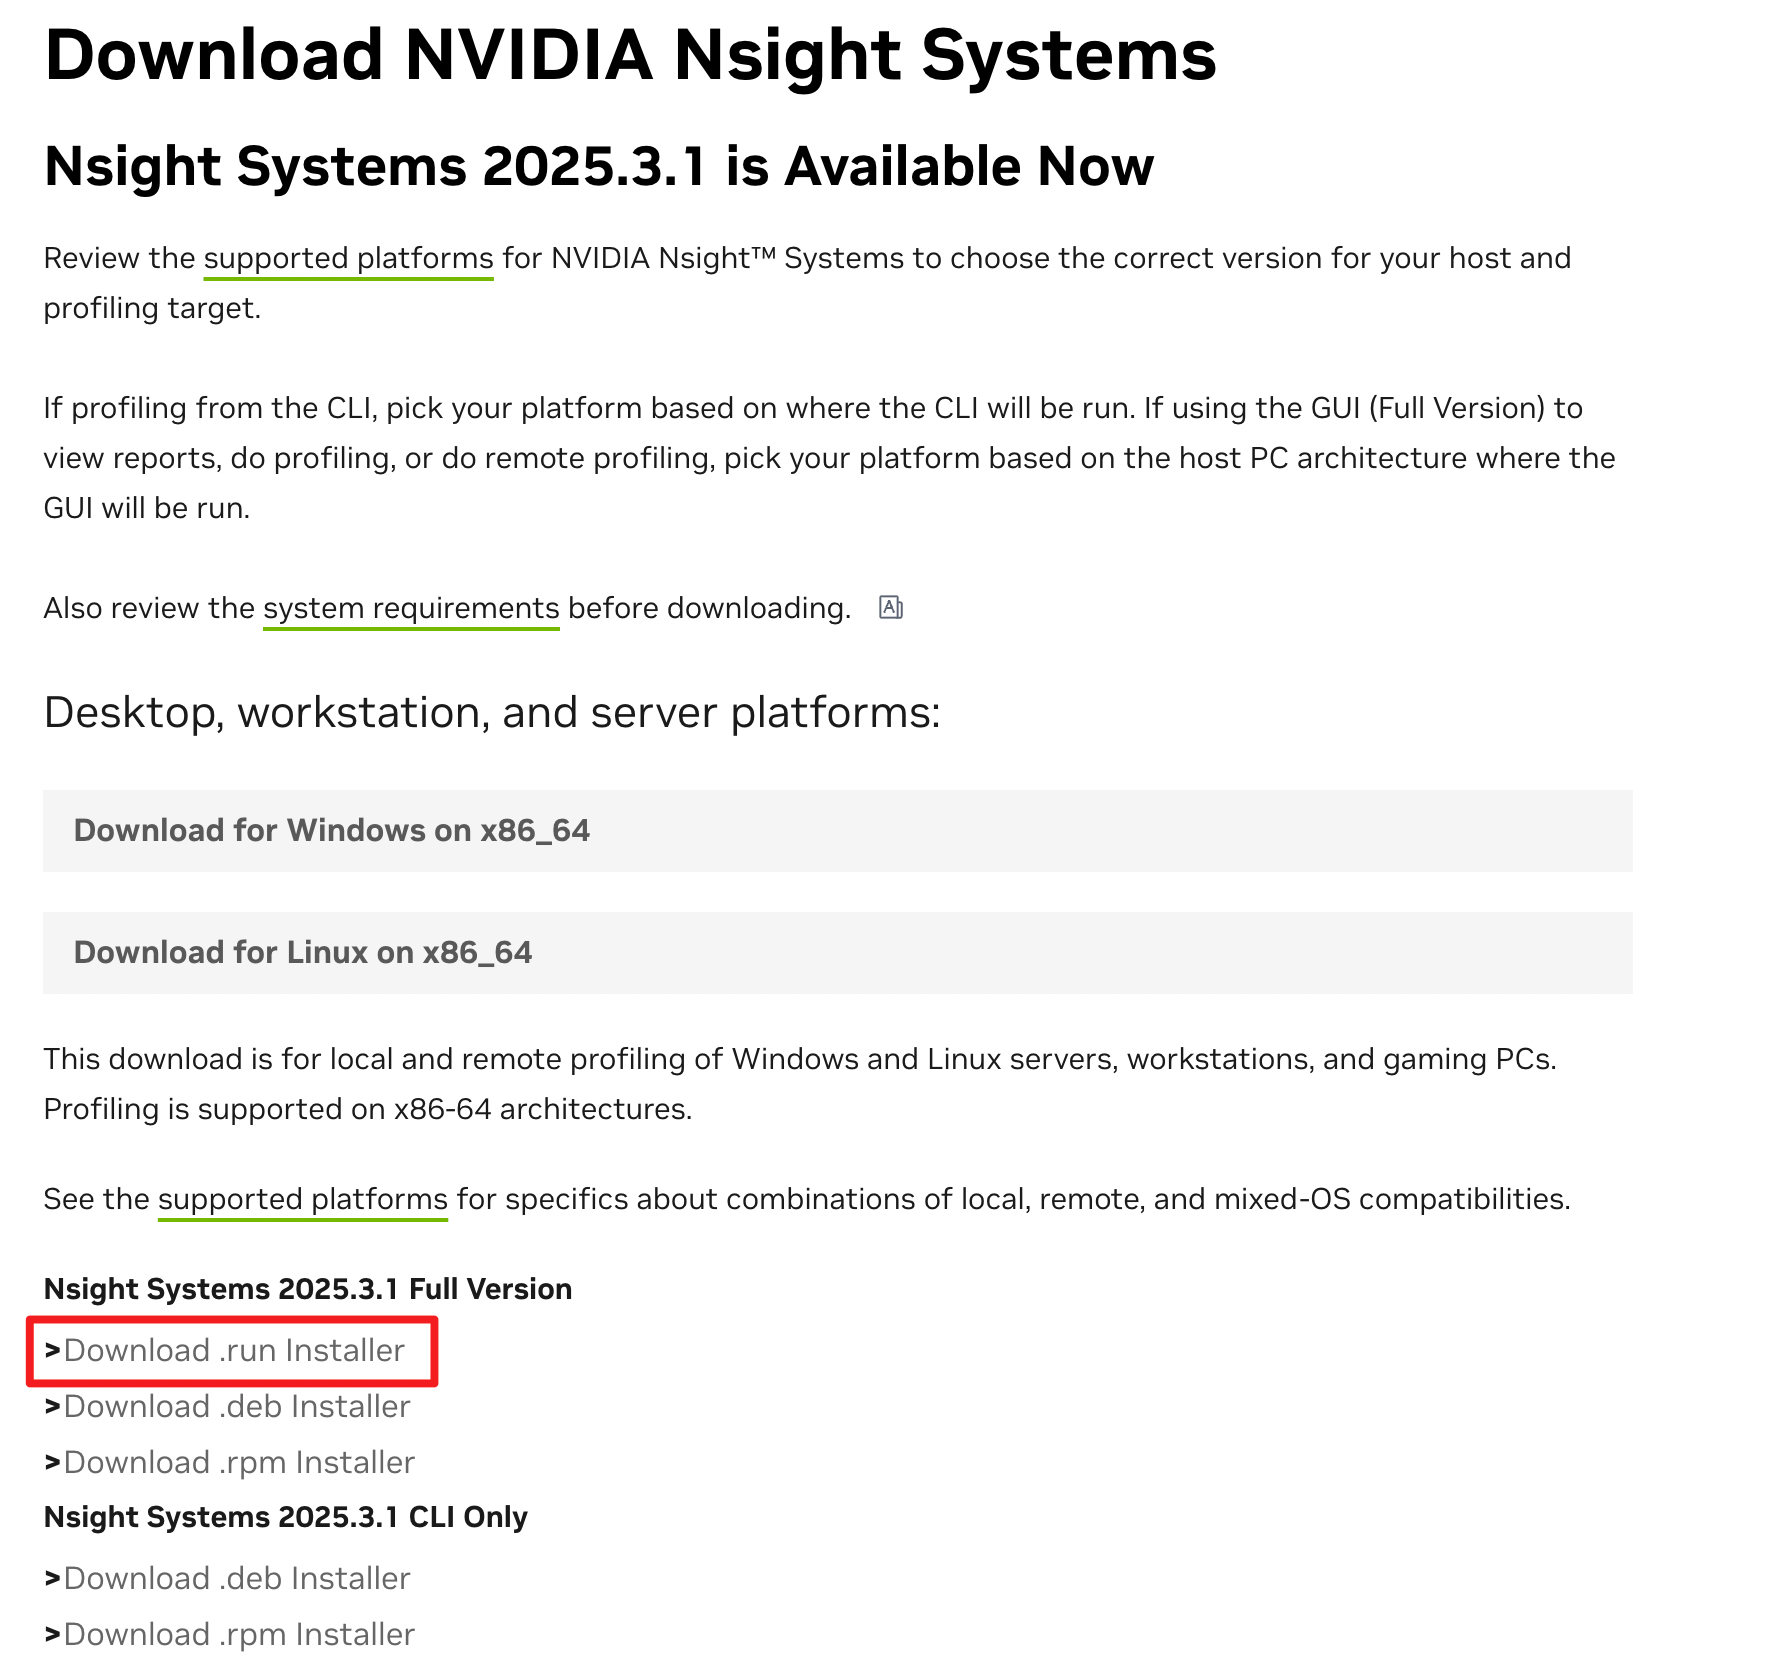 Download NVIDIA Nsight Systems
Nsight Systems 2025.3.1 is Available Now
Review the supported platforms for NVIDIA Nsight™ Systems to choose the correct version for your host and
profiling target.
If profiling from the CLI, pick your platform based on where the CLI will be run. If using the GUI (Full Version) to
view reports, do profiling, or do remote profiling, pick your platform based on the host PC architecture where the
GUI will be run.
Also review the system requirements before downloading.
Desktop, workstation, and server platforms:
Download for Windows on x86_64
Download for Linux on x86_64
This download is for local and remote profiling of Windows and Linux servers, workstations, and gaming PCs.
Profiling is supported on x86-64 architectures.
See the supported platforms for specifics about combinations of local, remote, and mixed-OS compatibilities.
Nsight Systems 2025.3.1 Full Version
>Download .run Installer
>Download .deb Installer
>Download .rpm Installer
Nsight Systems 2025.3.1 CLI Only
>Download .deb Installer
>Download .rpm Installer